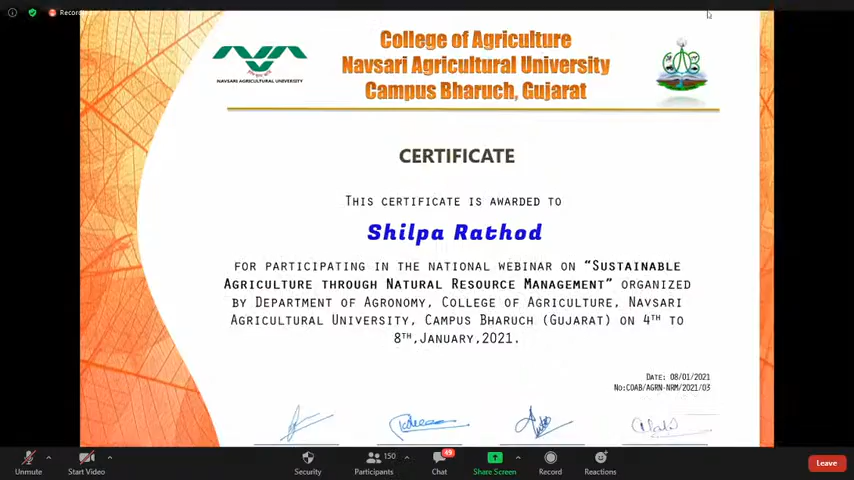 Record
College of Agriculture
Navsari Agricultural University
Campus Bharuch, Gujarat
NAVSARI AGRICULTURAL UNIVERSITY
CERTIFICATE
THIS CERTIFICATE IS AWARDED TO
Shilpa Rathod
FOR PARTICIPATING IN THE NATIONAL WEBINAR ON “SUSTAINABLE
AGRICULTURE THROUGH NATURAL RESOURCE MANAGEMENT” ORGANIZED
BY DEPARTMENT OF AGRONOMY, COLLEGE OF AGRICULTURE, NAVSARI
AGRICULTURAL UNIVERSITY, CAMPUS BHARUCH (GUJARAT) ON 4TH TO
8TH,JANUARY,2021.
DATE: 08/01/2021
No:COAB/AGRN-NRM/2021/03
150
49
Unmute
Start Video
Security
Participants
Chat
Share Screen
Record
Reactions
Leave